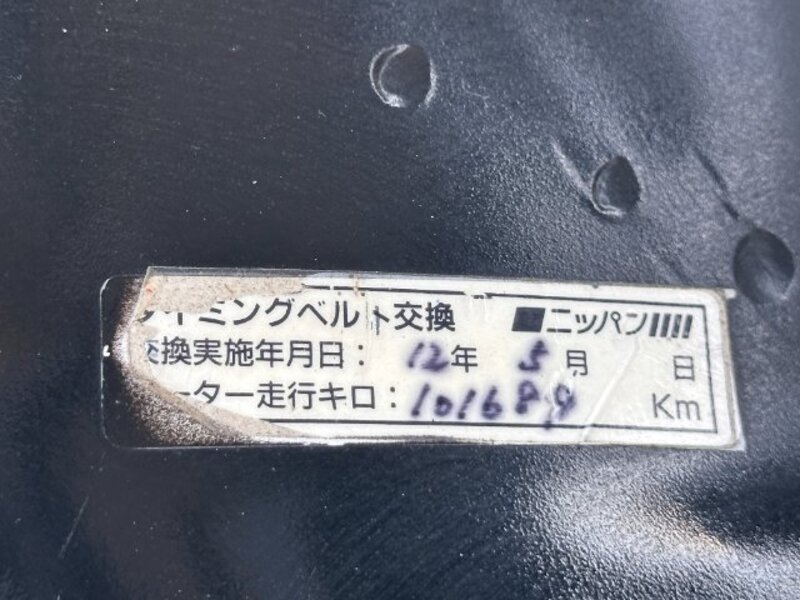 タイミングベルト交換 ニッパン
交換実施年月日： 12年 5月 日
ーター走行キロ： 101689 Km